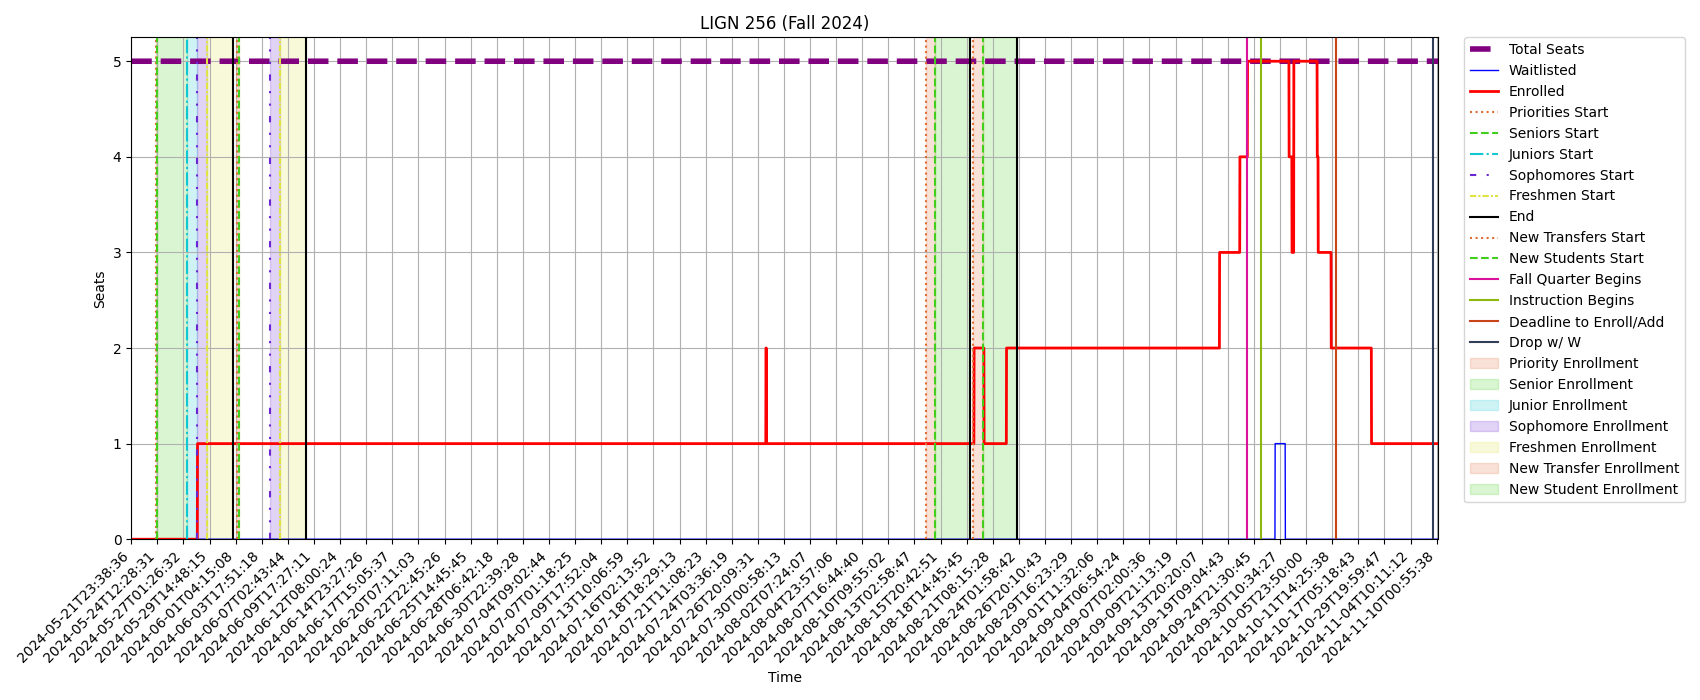 LIGN 256 (Fall 2024)
Seats
5
4
3
2
1
0
2024-05-21T23:38:36
2024-05-24T12:28:31
2024-05-27T01:26:32
2024-05-29T14:48:15
2024-06-01T04:15:08
2024-06-03T17:51:18
2024-06-07T02:43:44
2024-06-09T17:27:11
2024-06-12T08:00:24
2024-06-14T23:27:26
2024-06-17T15:05:37
2024-06-20T07:11:03
2024-06-22T22:45:26
2024-06-25T14:45:45
2024-06-28T06:42:18
2024-06-30T22:39:28
2024-07-04T09:02:44
2024-07-07T01:18:25
2024-07-09T17:52:04
2024-07-13T10:06:59
2024-07-16T02:13:52
2024-07-18T18:29:13
2024-07-21T11:08:23
2024-07-24T03:36:19
2024-07-26T20:09:31
2024-07-30T00:58:13
2024-08-02T07:24:07
2024-08-04T23:57:06
2024-08-07T16:44:40
2024-08-10T09:55:02
2024-08-13T02:58:47
2024-08-15T20:42:51
2024-08-18T14:45:45
2024-08-21T08:15:28
2024-08-24T01:58:42
2024-08-26T20:10:43
2024-08-29T16:23:29
2024-09-01T11:32:06
2024-09-04T06:54:24
2024-09-07T02:00:36
2024-09-09T21:13:19
2024-09-13T20:20:07
2024-09-19T09:04:43
2024-09-24T21:30:45
2024-09-30T10:34:27
2024-10-05T23:50:00
2024-10-11T14:25:38
2024-10-17T05:18:43
2024-10-29T19:59:47
2024-11-04T10:11:12
2024-11-10T00:55:38
Time
Total Seats
Waitlisted
Enrolled
Priorities Start
Seniors Start
Juniors Start
Sophomores Start
Freshmen Start
End
New Transfers Start
New Students Start
Fall Quarter Begins
Instruction Begins
Deadline to Enroll/Add
Drop w/ W
Priority Enrollment
Senior Enrollment
Junior Enrollment
Sophomore Enrollment
Freshmen Enrollment
New Transfer Enrollment
New Student Enrollment